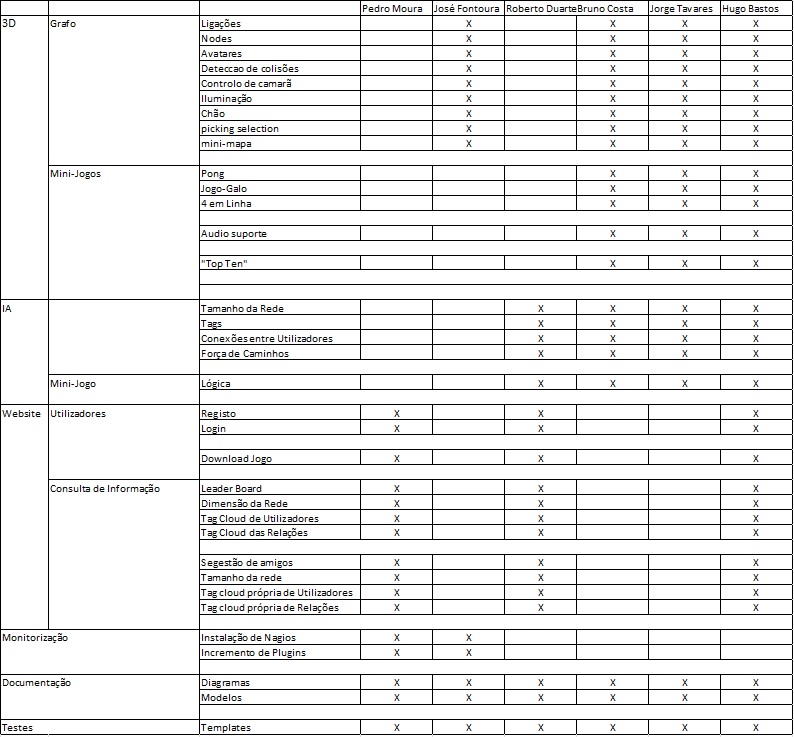 Pedro Moura José Fontoura Roberto Duarte Bruno Costa Jorge Tavares Hugo Bastos
3D Grafo Ligações X X X X
Nodes X X X X
Avatares X X X X
Deteccao de colisões X X X X
Controlo de camarã X X X X
Iluminação X X X X
Chão X X X X
picking selection X X X X
mini-mapa X X X X
Mini-Jogos Pong X X X
Jogo-Galo X X X
4 em Linha X X X
Audio suporte X X X
"Top Ten" X X X
IA Tamanho da Rede X X X X
Tags X X X X
Conexões entre Utilizadores X X X X
Força de Caminhos X X X X
Mini-Jogo Lógica X X X X
Website Utilizadores Registo X X X
Login X X X
Download Jogo X X X
Consulta de Informação Leader Board X X X
Dimensão da Rede X X X
Tag Cloud de Utilizadores X X X
Tag Cloud das Relações X X X
Segestão de amigos X X X
Tamanho da rede X X X
Tag cloud própria de Utilizadores X X X
Tag cloud própria de Relações X X X
Monitorização Instalação de Nagios X X
Incremento de Plugins X X
Documentação Diagramas X X X X X X
Modelos X X X X X X
Testes Templates X X X X X X